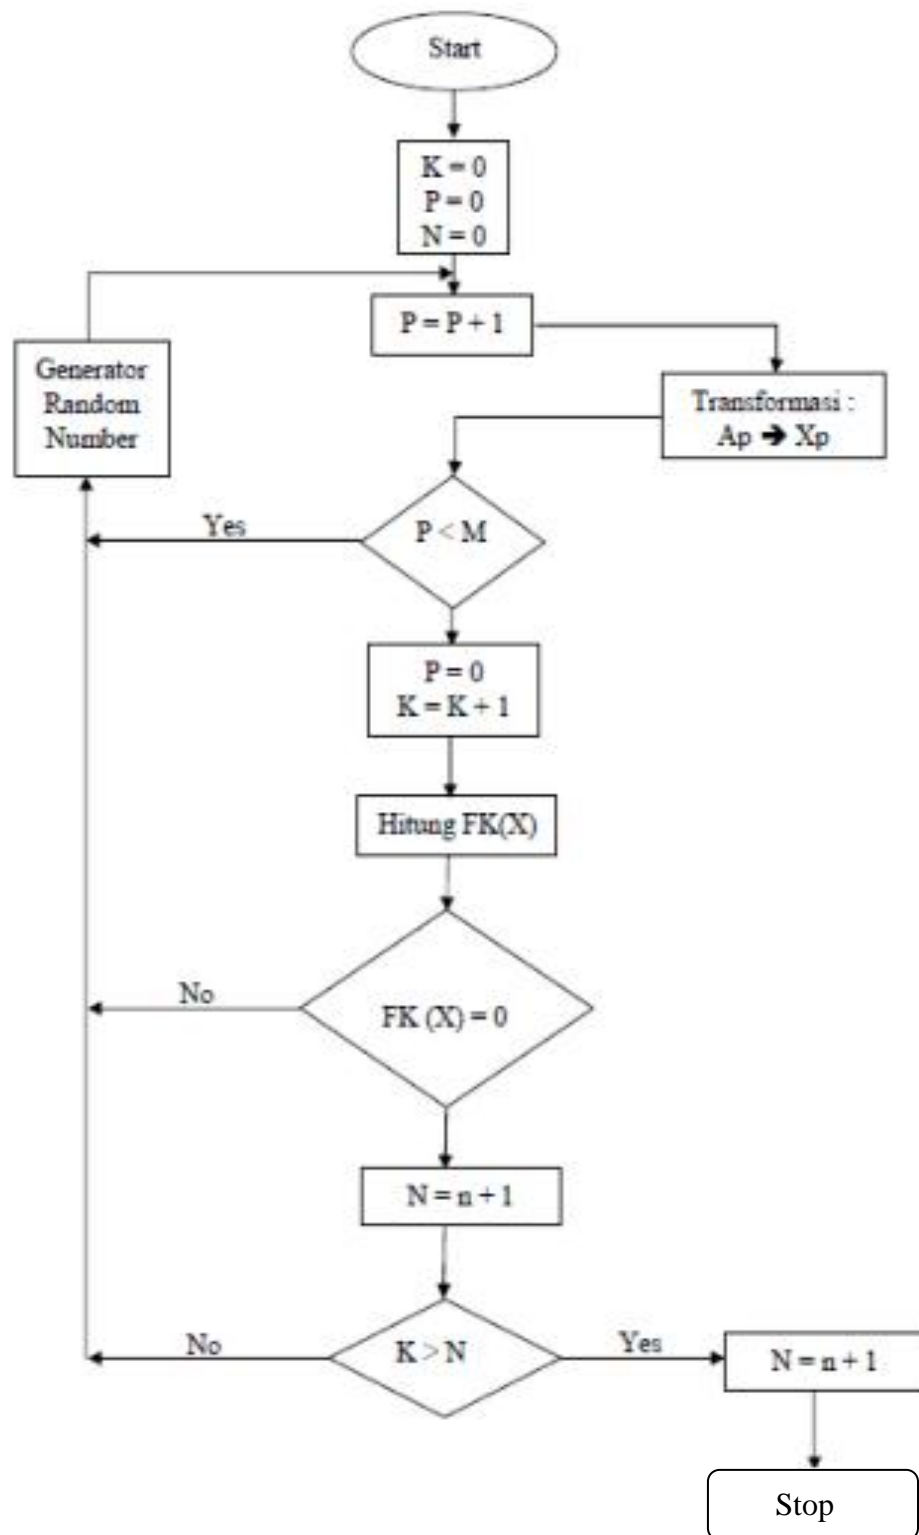 Start
K = 0
P = 0
N = 0
P = P + 1
Generator
Random
Number
Transformasi :
Ap ➔ Xp
Yes
P < M
P = 0
K = K + 1
Hitung FK(X)
No
FK (X) = 0
N = n + 1
No
K > N
Yes
N = n + 1
Stop